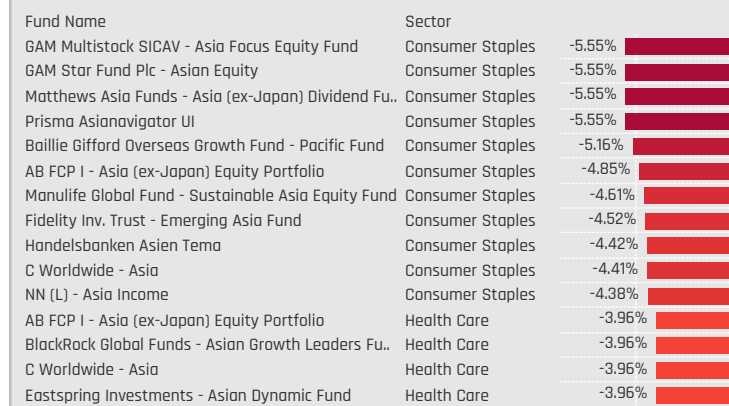 Fund Name Sector
GAM Multistock SICAV - Asia Focus Equity Fund Consumer Staples -5.55%
GAM Star Fund Plc - Asian Equity Consumer Staples -5.55%
Matthews Asia Funds - Asia (ex-Japan) Dividend Fu.. Consumer Staples -5.55%
Prisma Asianavigator UI Consumer Staples -5.55%
Baillie Gifford Overseas Growth Fund - Pacific Fund Consumer Staples -5.16%
AB FCP I - Asia (ex-Japan) Equity Portfolio Consumer Staples -4.85%
Manulife Global Fund - Sustainable Asia Equity Fund Consumer Staples -4.61%
Fidelity Inv. Trust - Emerging Asia Fund Consumer Staples -4.52%
Handelsbanken Asien Tema Consumer Staples -4.42%
C Worldwide - Asia Consumer Staples -4.41%
NN (L) - Asia Income Consumer Staples -4.38%
AB FCP I - Asia (ex-Japan) Equity Portfolio Health Care -3.96%
BlackRock Global Funds - Asian Growth Leaders Fu.. Health Care -3.96%
C Worldwide - Asia Health Care -3.96%
Eastspring Investments - Asian Dynamic Fund Health Care -3.96%